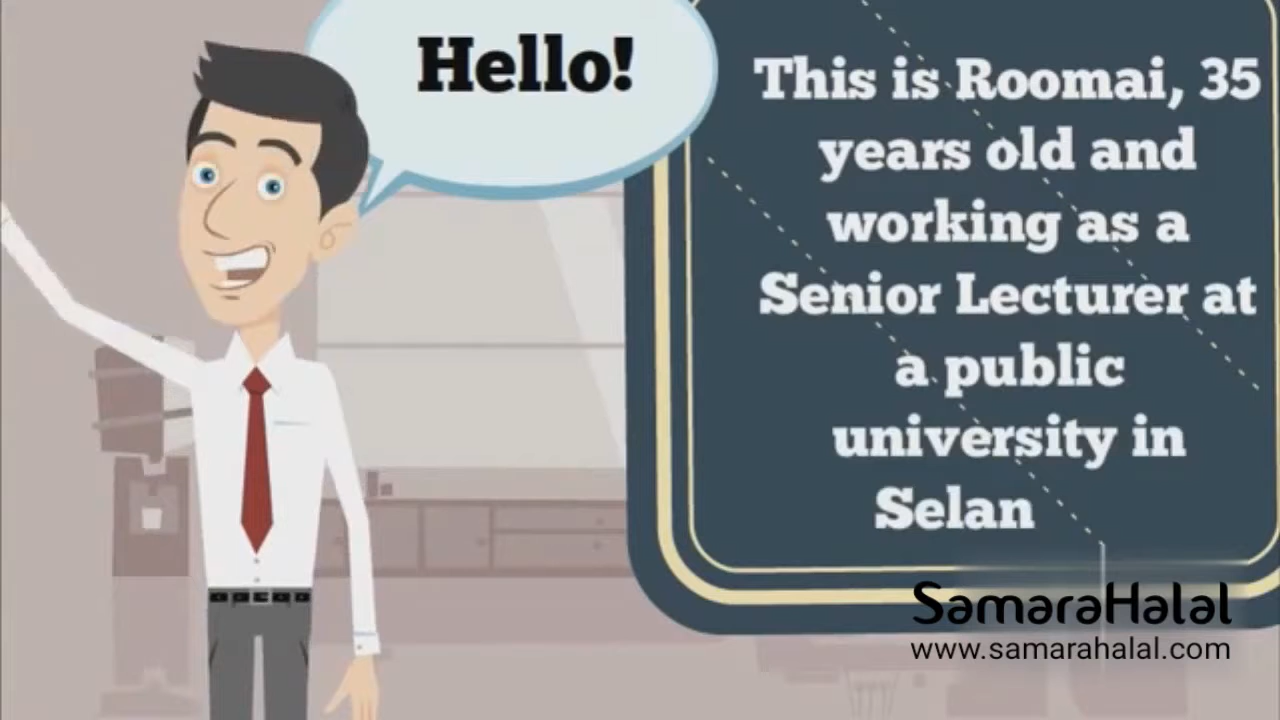 Hello!
This is Roomai, 35
years old and
working as a
Senior Lecturer at
a public
university in
Selan
SamaraHalal
www.samarahalal.com